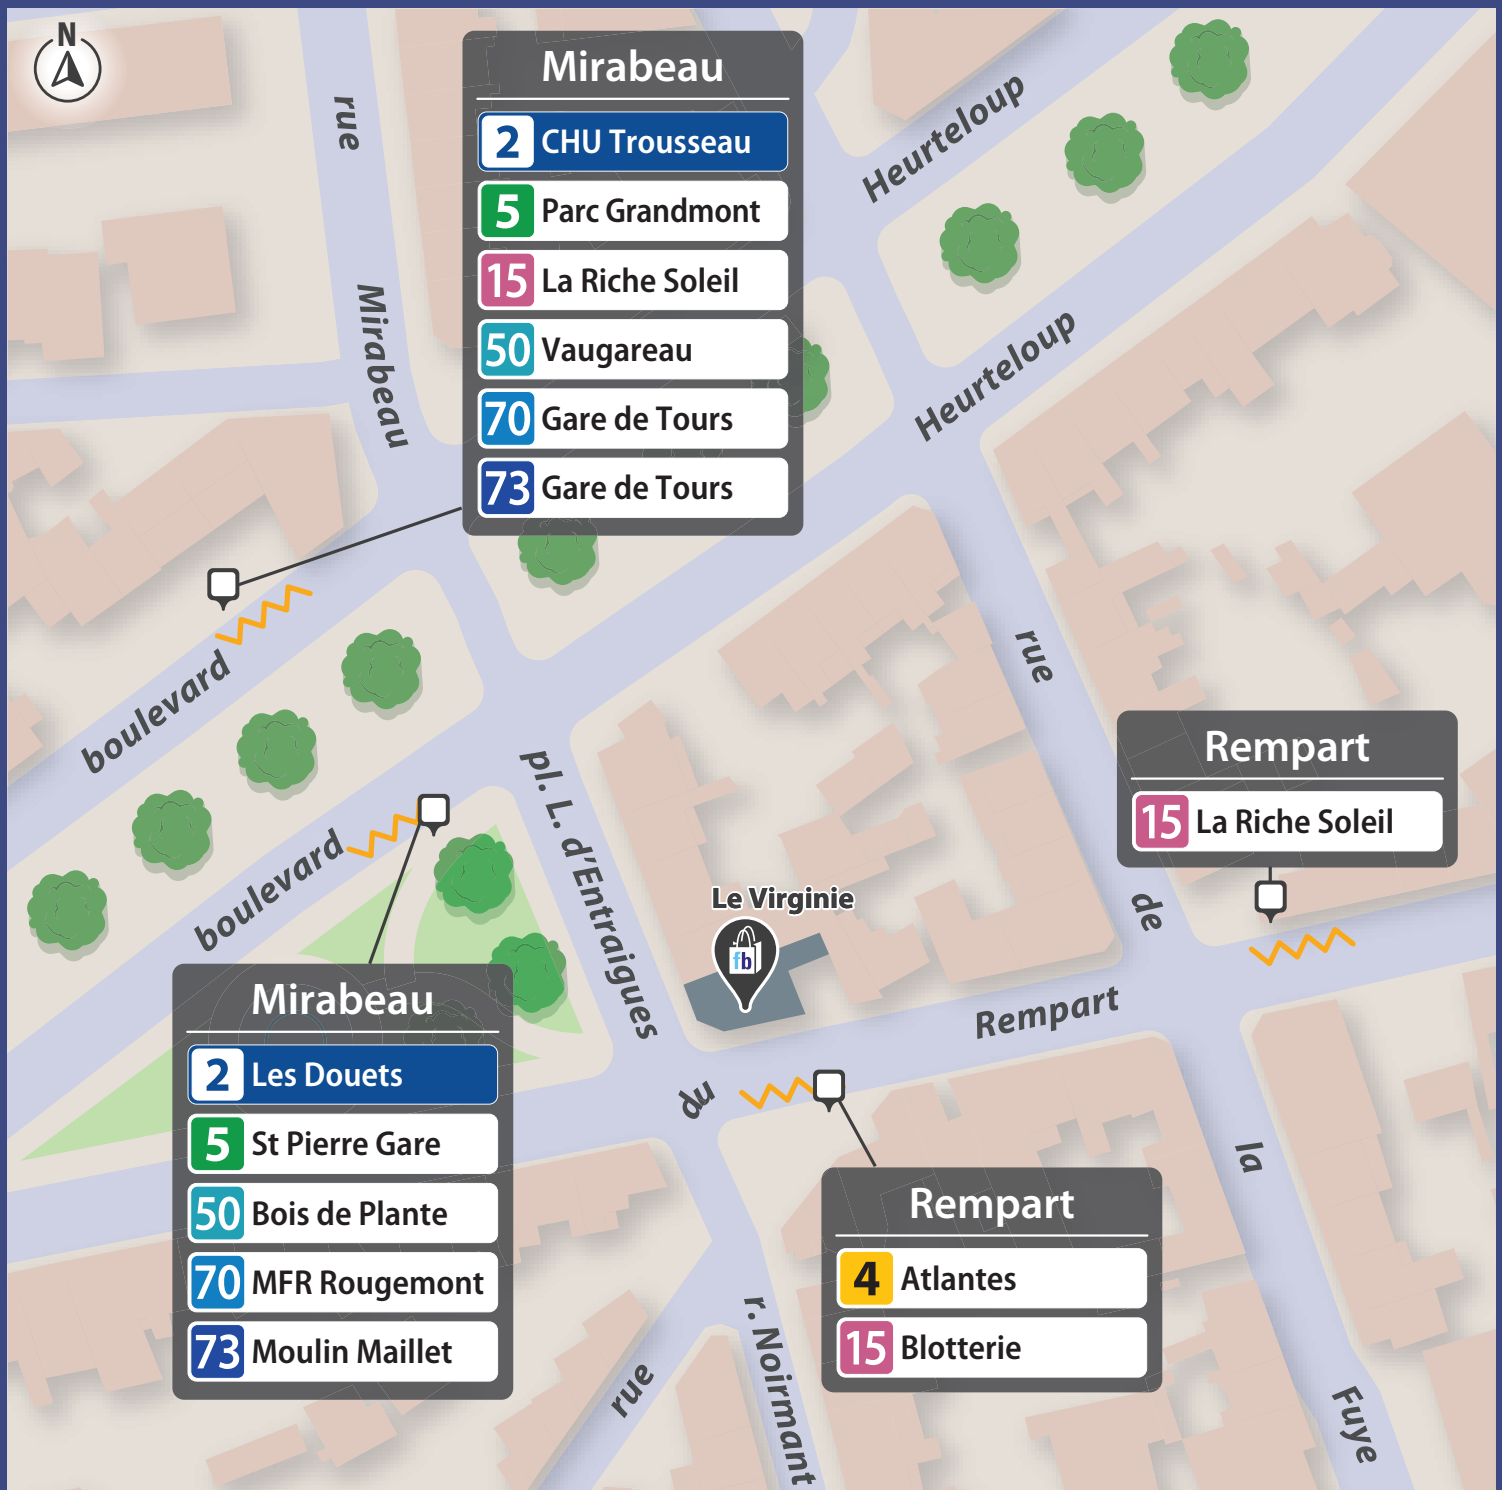 N
Mirabeau
2 CHU Trousseau
5 Parc Grandmont
15 La Riche Soleil
50 Vaugareau
70 Gare de Tours
73 Gare de Tours
rue
Mirabeau
Heurteloup
Heurteloup
boulevard
boulevard
pl. L. d'Entraigues
rue
de
la
Fuye
Rempart
15 La Riche Soleil
Le Virginie
fb
Mirabeau
2 Les Douets
5 St Pierre Gare
50 Bois de Plante
70 MFR Rougemont
73 Moulin Maillet
rue
du
Rempart
Rempart
4 Atlantes
15 Blotterie
r. Noirmant